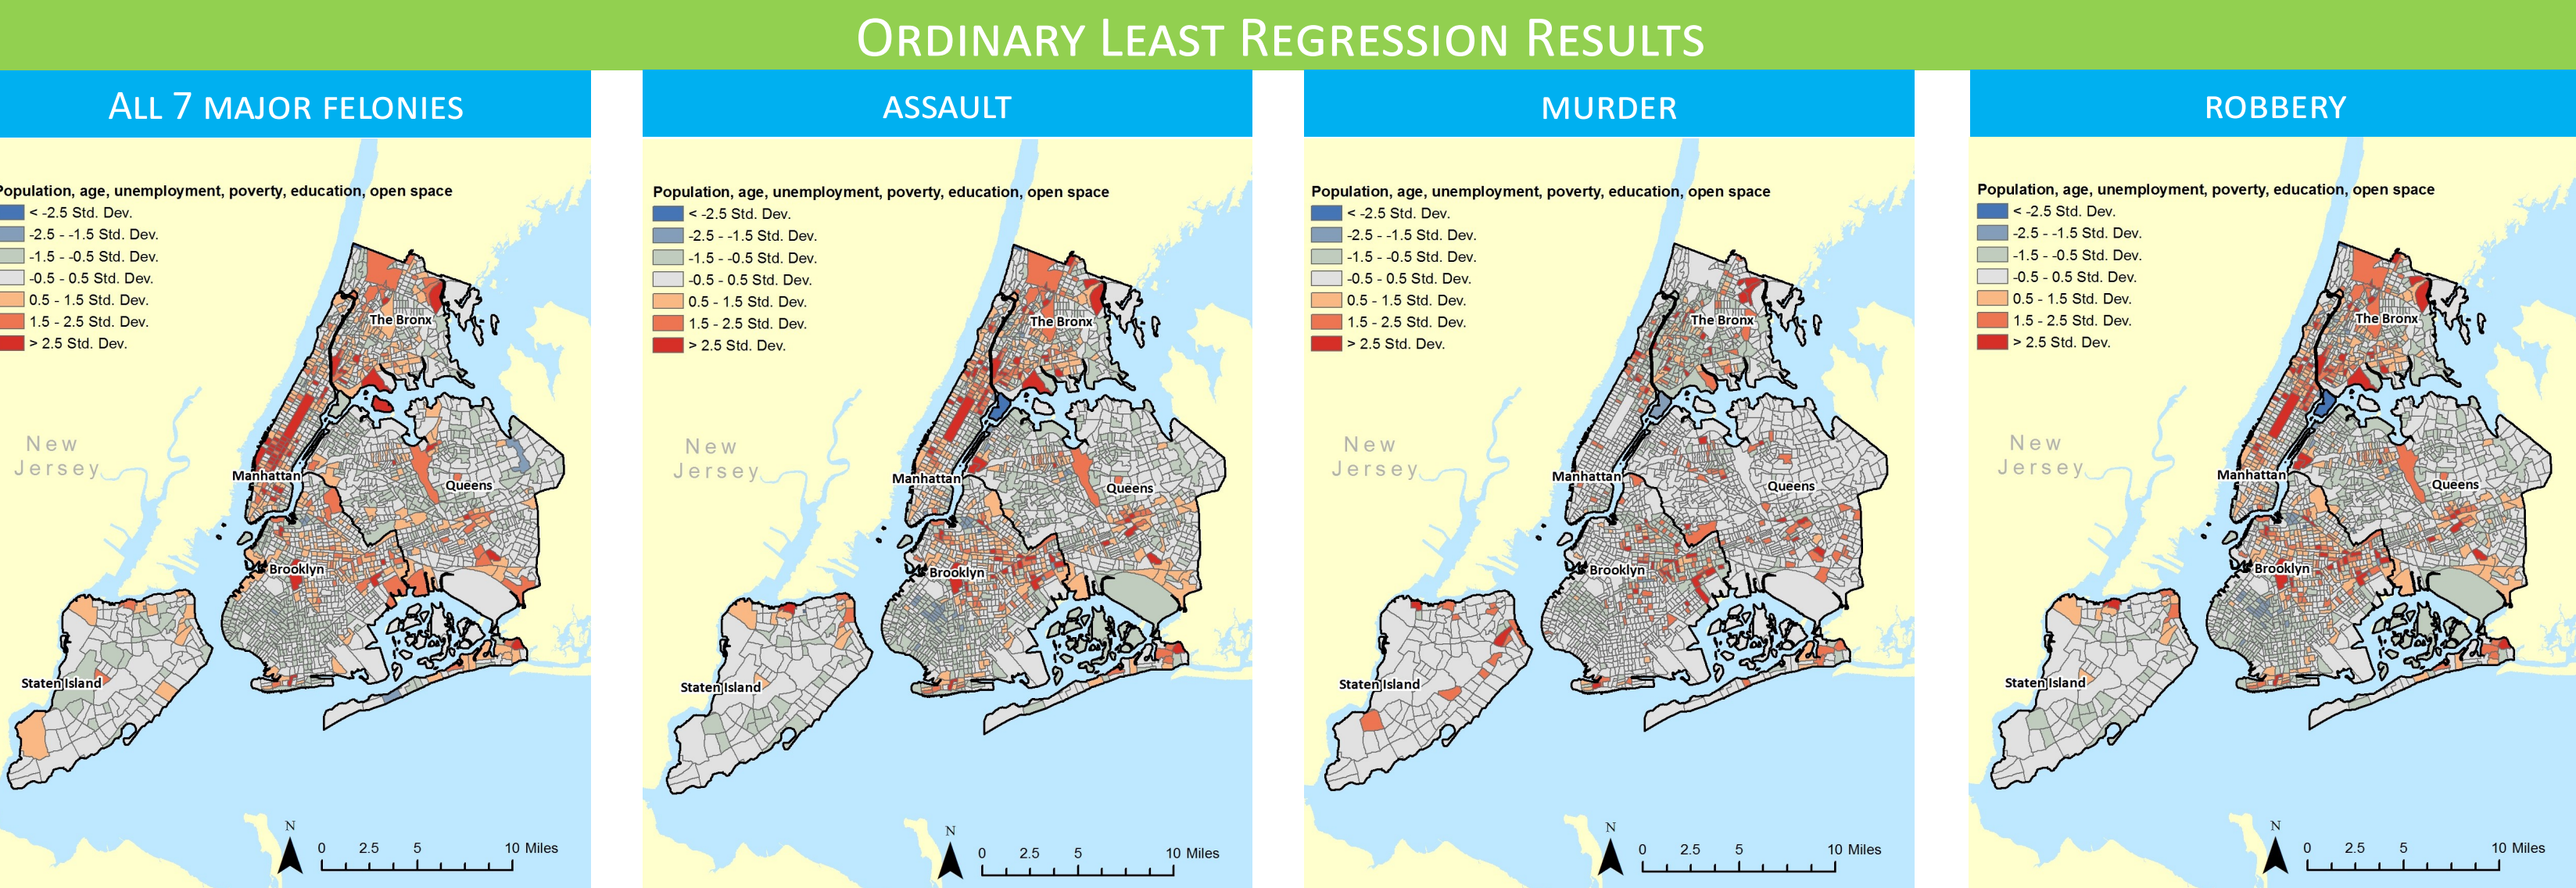 ORDINARY LEAST REGRESSION RESULTS
ALL 7 MAJOR FELONIES
Population, age, unemployment, poverty, education, open space
< -2.5 Std. Dev.
-2.5 - -1.5 Std. Dev.
-1.5 - -0.5 Std. Dev.
-0.5 - 0.5 Std. Dev.
0.5 - 1.5 Std. Dev.
1.5 - 2.5 Std. Dev.
> 2.5 Std. Dev.
The Bronx
New
Jersey
Manhattan
Queens
Brooklyn
Staten Island
N
0 2.5 5 10 Miles
ASSAULT
Population, age, unemployment, poverty, education, open space
< -2.5 Std. Dev.
-2.5 - -1.5 Std. Dev.
-1.5 - -0.5 Std. Dev.
-0.5 - 0.5 Std. Dev.
0.5 - 1.5 Std. Dev.
1.5 - 2.5 Std. Dev.
> 2.5 Std. Dev.
The Bronx
New
Jersey
Manhattan
Queens
Brooklyn
Staten Island
N
0 2.5 5 10 Miles
MURDER
Population, age, unemployment, poverty, education, open space
< -2.5 Std. Dev.
-2.5 - -1.5 Std. Dev.
-1.5 - -0.5 Std. Dev.
-0.5 - 0.5 Std. Dev.
0.5 - 1.5 Std. Dev.
1.5 - 2.5 Std. Dev.
> 2.5 Std. Dev.
The Bronx
New
Jersey
Manhattan
Queens
Brooklyn
Staten Island
N
0 2.5 5 10 Miles
ROBBERY
Population, age, unemployment, poverty, education, open space
< -2.5 Std. Dev.
-2.5 - -1.5 Std. Dev.
-1.5 - -0.5 Std. Dev.
-0.5 - 0.5 Std. Dev.
0.5 - 1.5 Std. Dev.
1.5 - 2.5 Std. Dev.
> 2.5 Std. Dev.
The Bronx
New
Jersey
Manhattan
Queens
Brooklyn
Staten Island
N
0 2.5 5 10 Miles